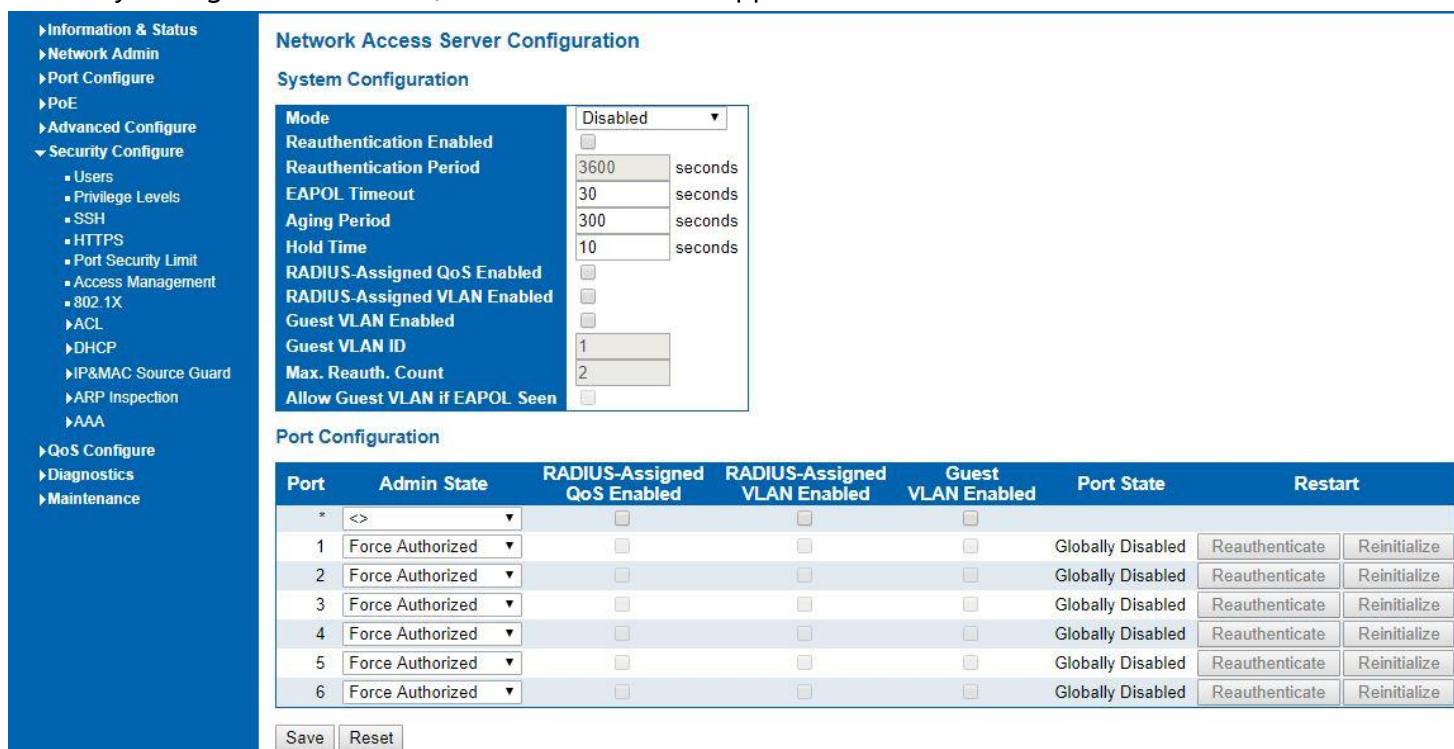 Information & Status
Network Admin
Port Configure
PoE
Advanced Configure
Security Configure
Users
Privilege Levels
SSH
HTTPS
Port Security Limit
Access Management
802.1X
ACL
DHCP
IP&MAC Source Guard
ARP Inspection
AAA
QoS Configure
Diagnostics
Maintenance
Network Access Server Configuration
System Configuration
Mode Disabled
Reauthentication Enabled
Reauthentication Period 3600 seconds
EAPOL Timeout 30 seconds
Aging Period 300 seconds
Hold Time 10 seconds
RADIUS-Assigned QoS Enabled
RADIUS-Assigned VLAN Enabled
Guest VLAN Enabled
Guest VLAN ID 1
Max. Reauth. Count 2
Allow Guest VLAN if EAPOL Seen
Port Configuration
Port Admin State RADIUS-Assigned QoS Enabled RADIUS-Assigned VLAN Enabled Guest VLAN Enabled Port State Restart
* <>
1 Force Authorized Globally Disabled Reauthenticate Reinitialize
2 Force Authorized Globally Disabled Reauthenticate Reinitialize
3 Force Authorized Globally Disabled Reauthenticate Reinitialize
4 Force Authorized Globally Disabled Reauthenticate Reinitialize
5 Force Authorized Globally Disabled Reauthenticate Reinitialize
6 Force Authorized Globally Disabled Reauthenticate Reinitialize
Save Reset